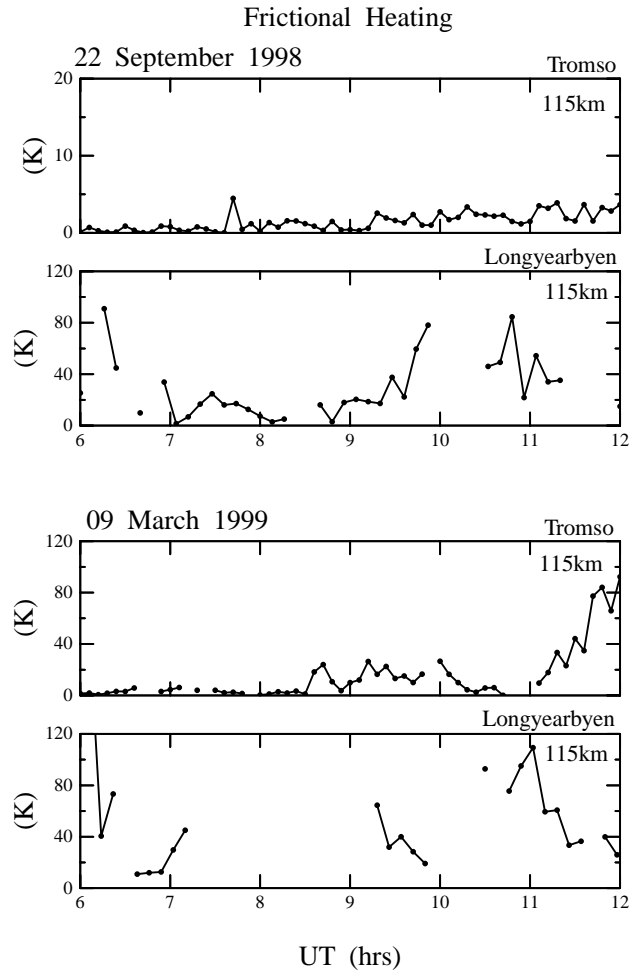 Frictional Heating
22 September 1998
Tromso
115km
20
10
0
(K)
Longyearbyen
115km
120
80
40
0
(K)
6 7 8 9 10 11 12
09 March 1999
Tromso
115km
120
80
40
0
(K)
Longyearbyen
115km
120
80
40
0
(K)
6 7 8 9 10 11 12
UT (hrs)